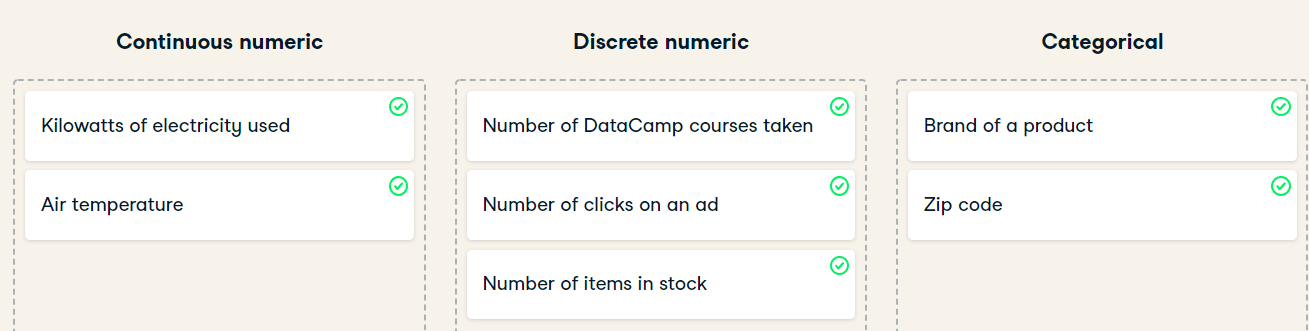 Continuous numeric
Kilowatts of electricity used
Air temperature
Discrete numeric
Number of DataCamp courses taken
Number of clicks on an ad
Number of items in stock
Categorical
Brand of a product
Zip code